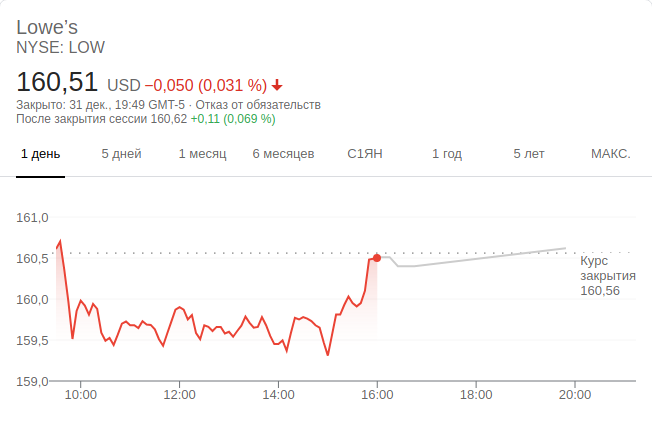 Lowe’s
NYSE: LOW
160,51 USD −0,050 (0,031 %)
Закрыто: 31 дек., 19:49 GMT-5 · Отказ от обязательств
После закрытия сессии 160,62 +0,11 (0,069 %)
1 день 5 дней 1 месяц 6 месяцев С1ЯН 1 год 5 лет МАКС.
161,0
160,5
Курс
закрытия
160,56
160,0
159,5
159,0
10:00 12:00 14:00 16:00 18:00 20:00